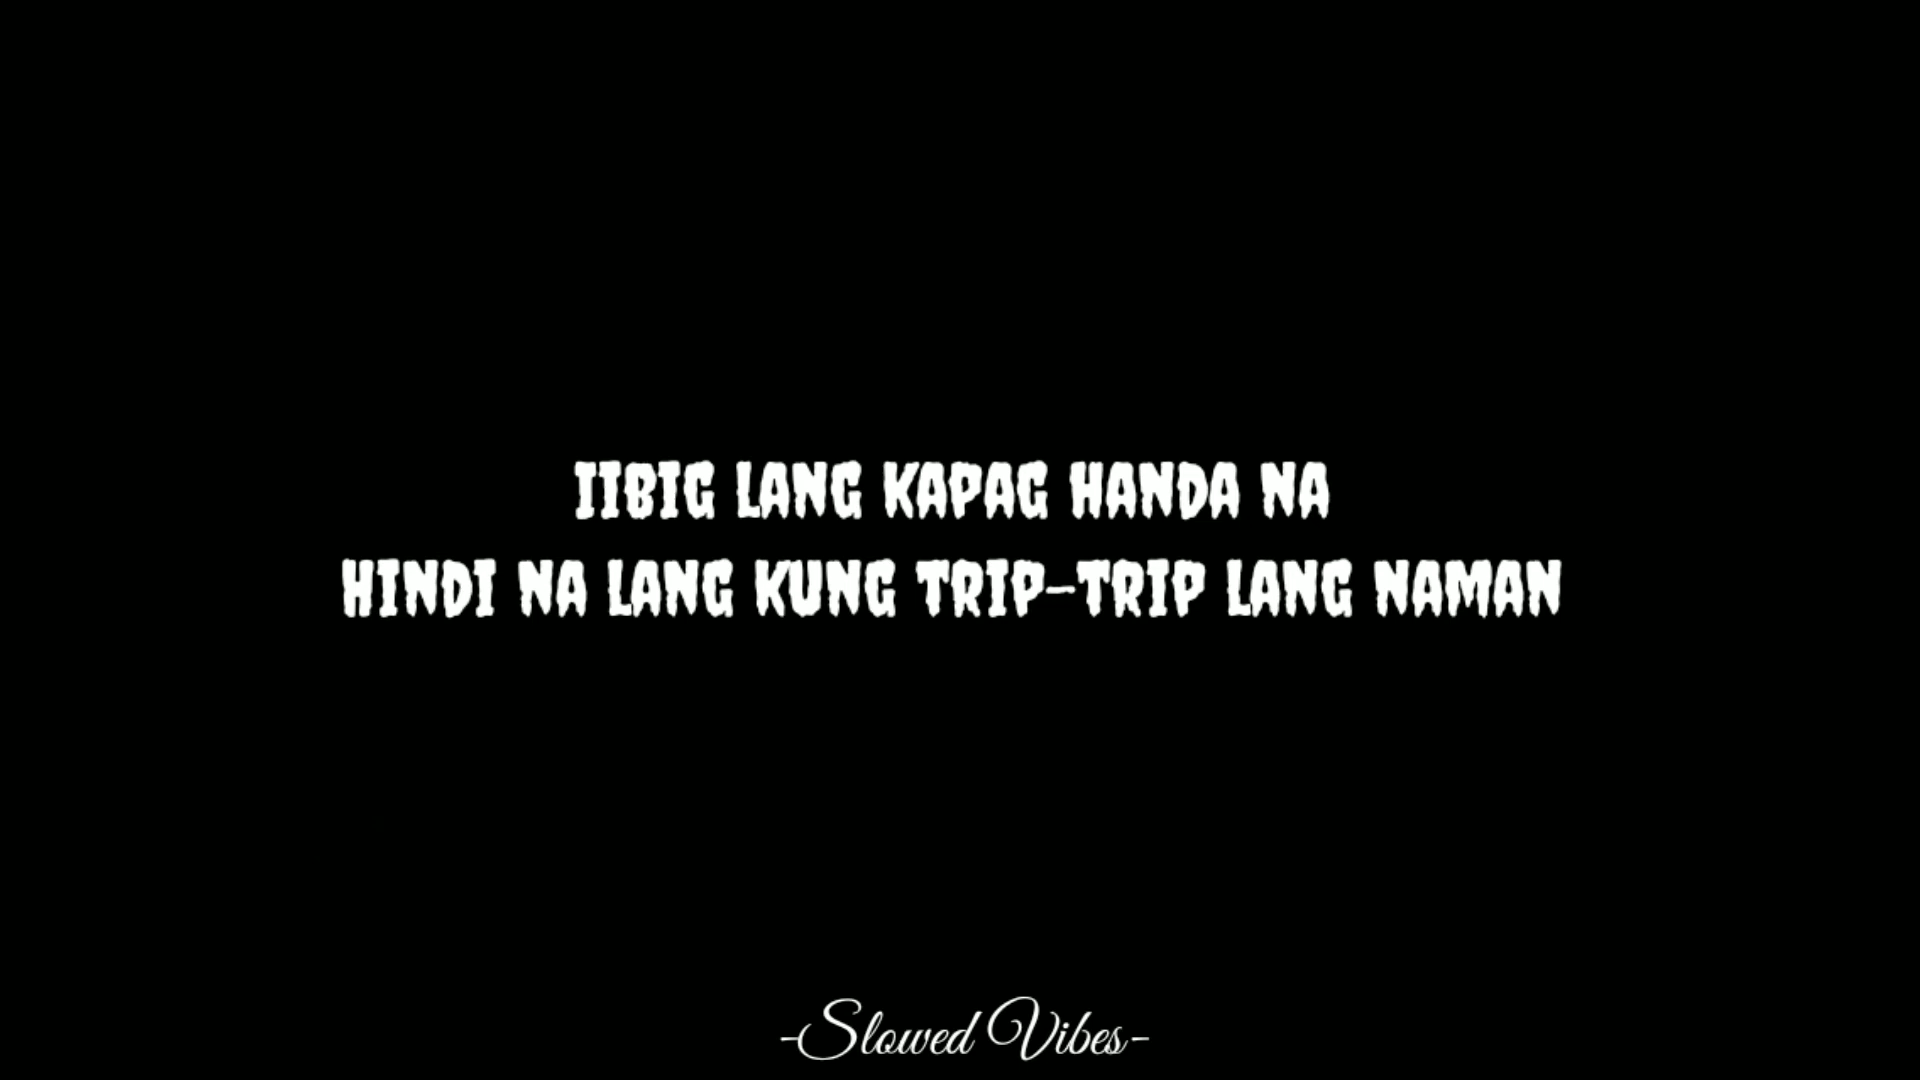 IIBIG LANG KAPAG HANDA NA
HINDI NA LANG KUNG TRIP-TRIP LANG NAMAN
-Slowed Vibes-